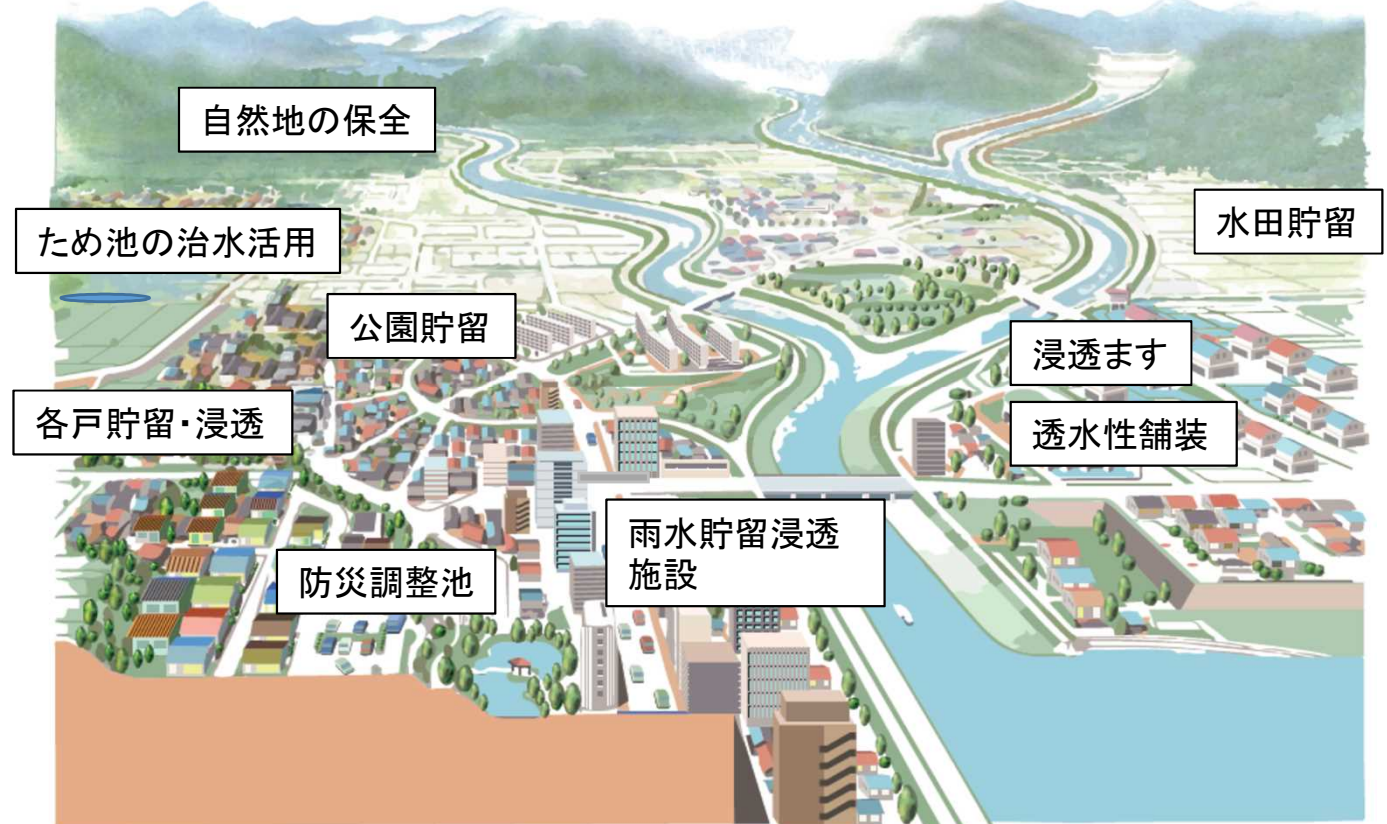 自然地の保全
水田貯留
ため池の治水活用
公園貯留
浸透ます
各戸貯留・浸透
透水性舗装
雨水貯留浸透
施設
防災調整池